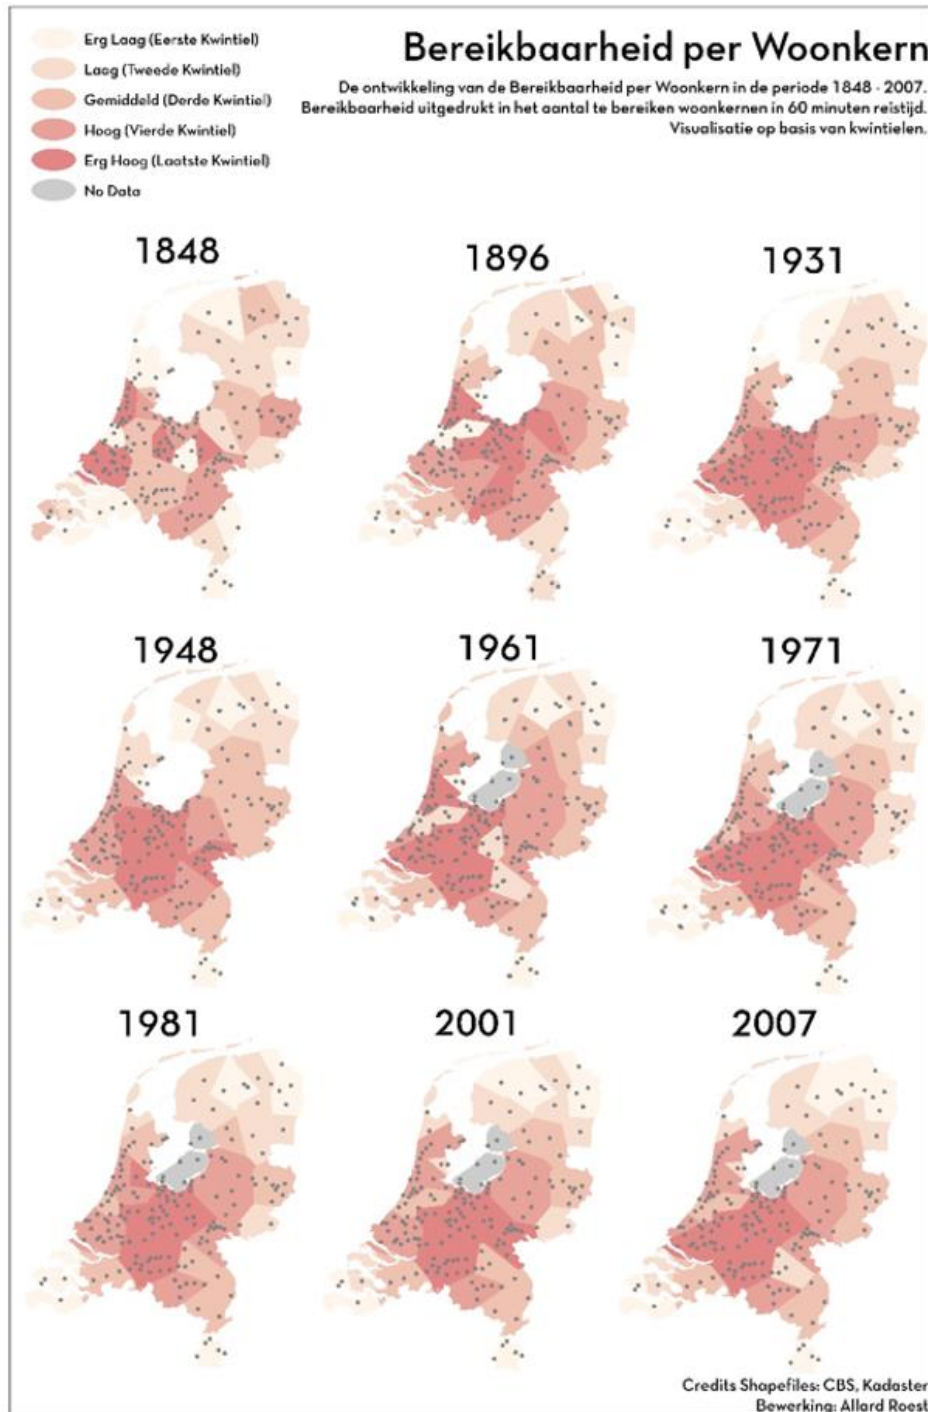 Erg Laag (Eerste Kwintiel)
Laag (Tweede Kwintiel)
Gemiddeld (Derde Kwintiel)
Hoog (Vierde Kwintiel)
Erg Hoog (Laatste Kwintiel)
No Data
Bereikbaarheid per Woonkern
De ontwikkeling van de Bereikbaarheid per Woonkern in de periode 1848 - 2007.
Bereikbaarheid uitgedrukt in het aantal te bereiken woonkernen in 60 minuten reistijd.
Visualisatie op basis van kwintielen.
1848
1896
1931
1948
1961
1971
1981
2001
2007
Credits Shapefiles: CBS, Kadaster
Bewerking: Allard Roest